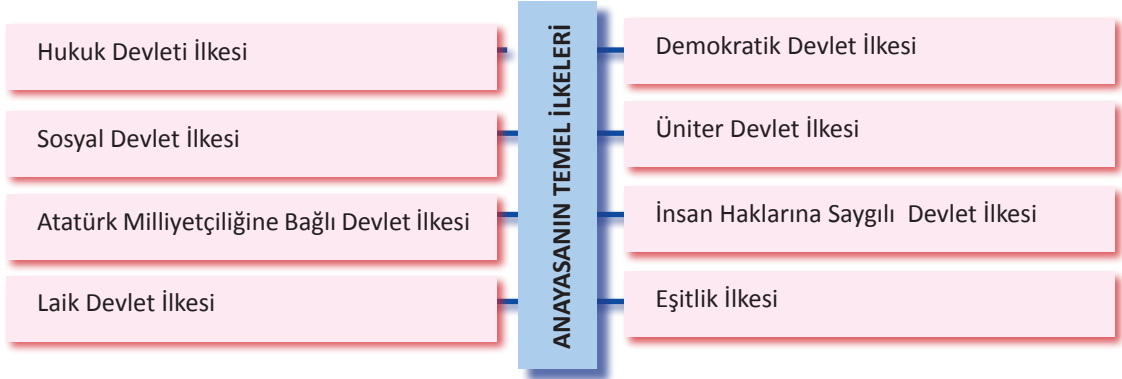 Hukuk Devleti İlkesi
Sosyal Devlet İlkesi
Atatürk Milliyetçiliğine Bağlı Devlet İlkesi
Laik Devlet İlkesi
ANAYASANIN TEMEL İLKELERİ
Demokratik Devlet İlkesi
Üniter Devlet İlkesi
İnsan Haklarına Saygılı Devlet İlkesi
Eşitlik İlkesi